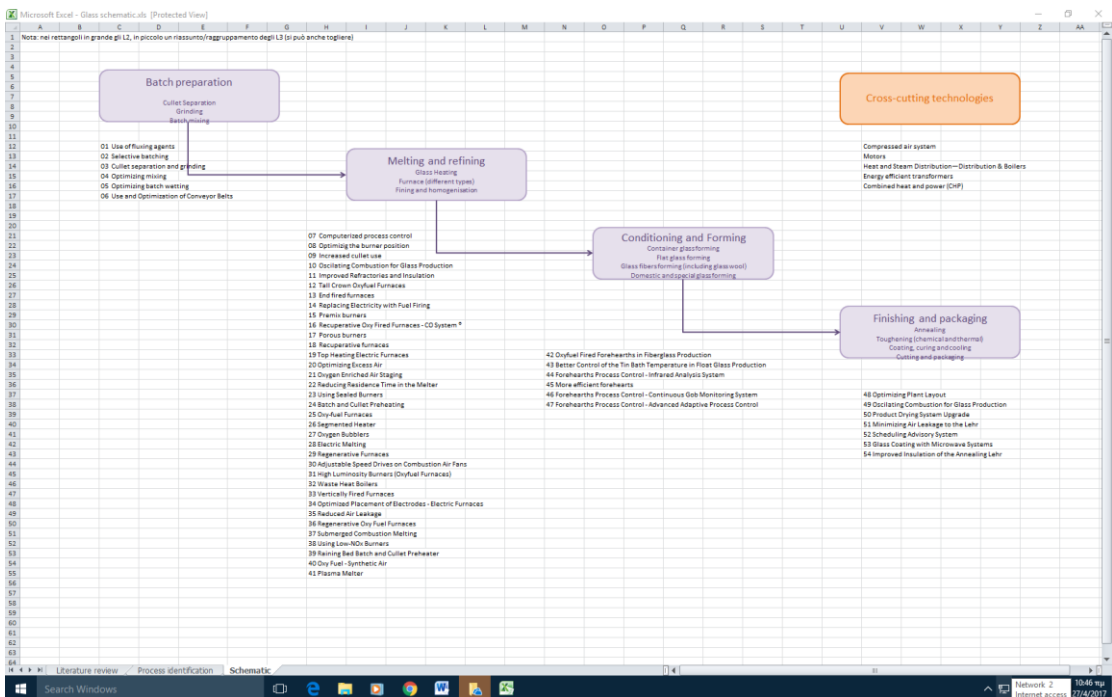 Microsoft Excel - Glass schematic.xls [Protected View]
A B C D E F G H I J K L M N O P Q R S T U V W X Y Z AA
1 Nota: nei rettangoli in grande gli L2, in piccolo un riassunto/raggruppamento degli L3 (si può anche togliere)
Batch preparation
Cullet Separation
Grinding
Batch mixing
Cross-cutting technologies
01 Use of fluxing agents
02 Selective batching
03 Cullet separation and grinding
04 Optimizing mixing
05 Optimizing batch wetting
06 Use and Optimization of Conveyor Belts
Melting and refining
Glass Heating
Furnace (different types)
Fining and homogenisation
Compressed air system
Motors
Heat and Steam Distribution—Distribution & Boilers
Energy efficient transformers
Combined heat and power (CHP)
Conditioning and Forming
Container glass forming
Flat glass forming
Glass fibers forming (including glass wool)
Domestic and special glass forming
07 Computerized process control
08 Optimizig the burner position
09 Increased cullet use
10 Oscilating Combustion for Glass Production
11 Improved Refractories and Insulation
12 Tall Crown Oxyfuel Furnaces
13 End fired furnaces
14 Replacing Electricity with Fuel Firing
15 Premix burners
16 Recuperative Oxy Fired Furnaces - CO System ®
17 Porous burners
18 Recuperative furnaces
19 Top Heating Electric Furnaces
20 Optimizing Excess Air
21 Oxygen Enriched Air Staging
22 Reducing Residence Time in the Melter
23 Using Sealed Burners
24 Batch and Cullet Preheating
25 Oxy-fuel Furnaces
26 Segmented Heater
27 Oxygen Bubblers
28 Electric Melting
29 Regenerative Furnaces
30 Adjustable Speed Drives on Combustion Air Fans
31 High Luminosity Burners (Oxyfuel Furnaces)
32 Waste Heat Boilers
33 Vertically Fired Furnaces
34 Optimized Placement of Electrodes - Electric Furnacas
35 Reduced Air Leakage
36 Regenerative Oxy Fuel Furnaces
37 Submerged Combustion Melting
38 Using Low-NOx Burners
39 Raining Bed Batch and Cullet Preheater
40 Oxy Fuel - Synthetic Air
41 Plasma Melter
Finishing and packaging
Annealing
Toughening (chemical and thermal)
Coating, curing and cooling
Cutting and packaging
42 Oxyfuel Fired Forehearths in Fiberglass Production
43 Better Control of the Tin Bath Temperature in Float Glass Production
44 Forehearths Process Control - Infrared Analysis System
45 More efficient forehearts
46 Forehearths Process Control - Continuous Gob Monitoring System
47 Forehearths Process Control - Advanced Adaptive Process Control
48 Optimizing Plant Layout
49 Oscilating Combustion for Glass Production
50 Product Drying System Upgrade
51 Minimizing Air Leakage to the Lehr
52 Scheduling Advisory System
53 Glass Coating with Microwave Systems
54 Improved Insulation of the Annealing Lehr
Literature review Process identification Schematic
Search Windows
Network 2
Internet access
10:46 πμ
27/4/2017